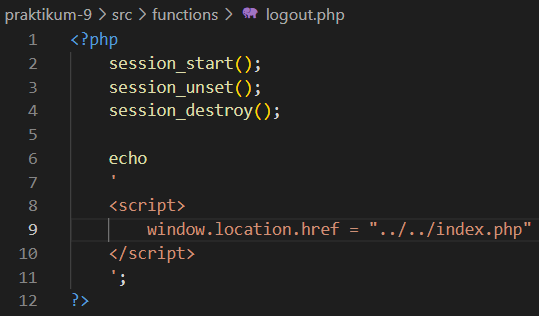 praktikum-9 > src > functions > logout.php
1 <?php
2 session_start();
3 session_unset();
4 session_destroy();
5
6 echo
7 '
8 <script>
9 window.location.href = "../../index.php"
10 </script>
11 ';
12 ?>